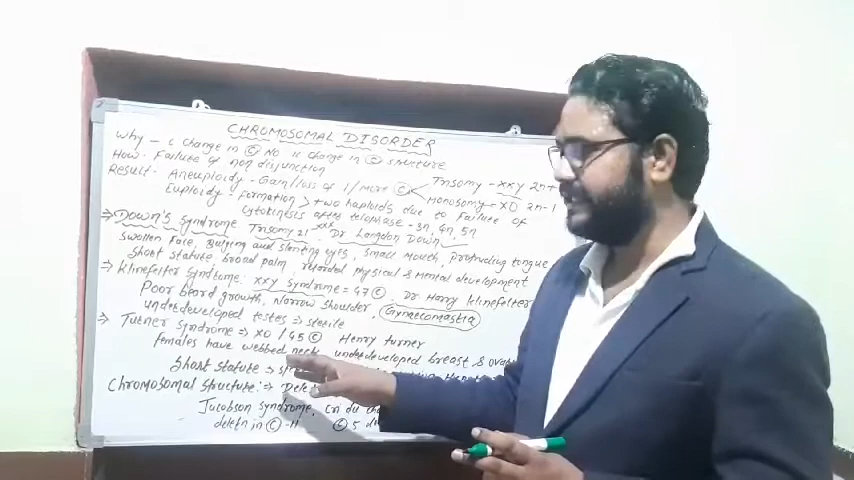 CHROMOSOMAL DISORDER
Why - i change in © No ii change in © structure
How - Failure of non disjunction
Result - Aneuploidy - Gain/loss of 1/more © Trisomy - XXY 2n+
Monosomy - XO 2n-1
Euploidy - Formation > two haploids due to Failure of
cytokinesis after telophase - 3n, 4n, 5n
⇒ Down's syndrome Trisomy 21 Dr Langdon Down
swollen Face, Bulging and slanting eyes, small Mouth, Protruding tongue
Short stature broad palm, retarded physical & Mental development
⇒ Klinefelter syndrome - XXY syndrome = 47 © Dr Harry Klinefelter
Poor Beard growth, Narrow shoulder, Gynecomastia
underdeveloped testes ⇒ sterile
⇒ Turner Syndrome ⇒ XO / 45 © Henry turner
Females have webbed neck underdeveloped breast &
Short stature ⇒
Chromosomal Structure :⇒
Jacobson syndrome Cri du
deletn in © - 11 © 5